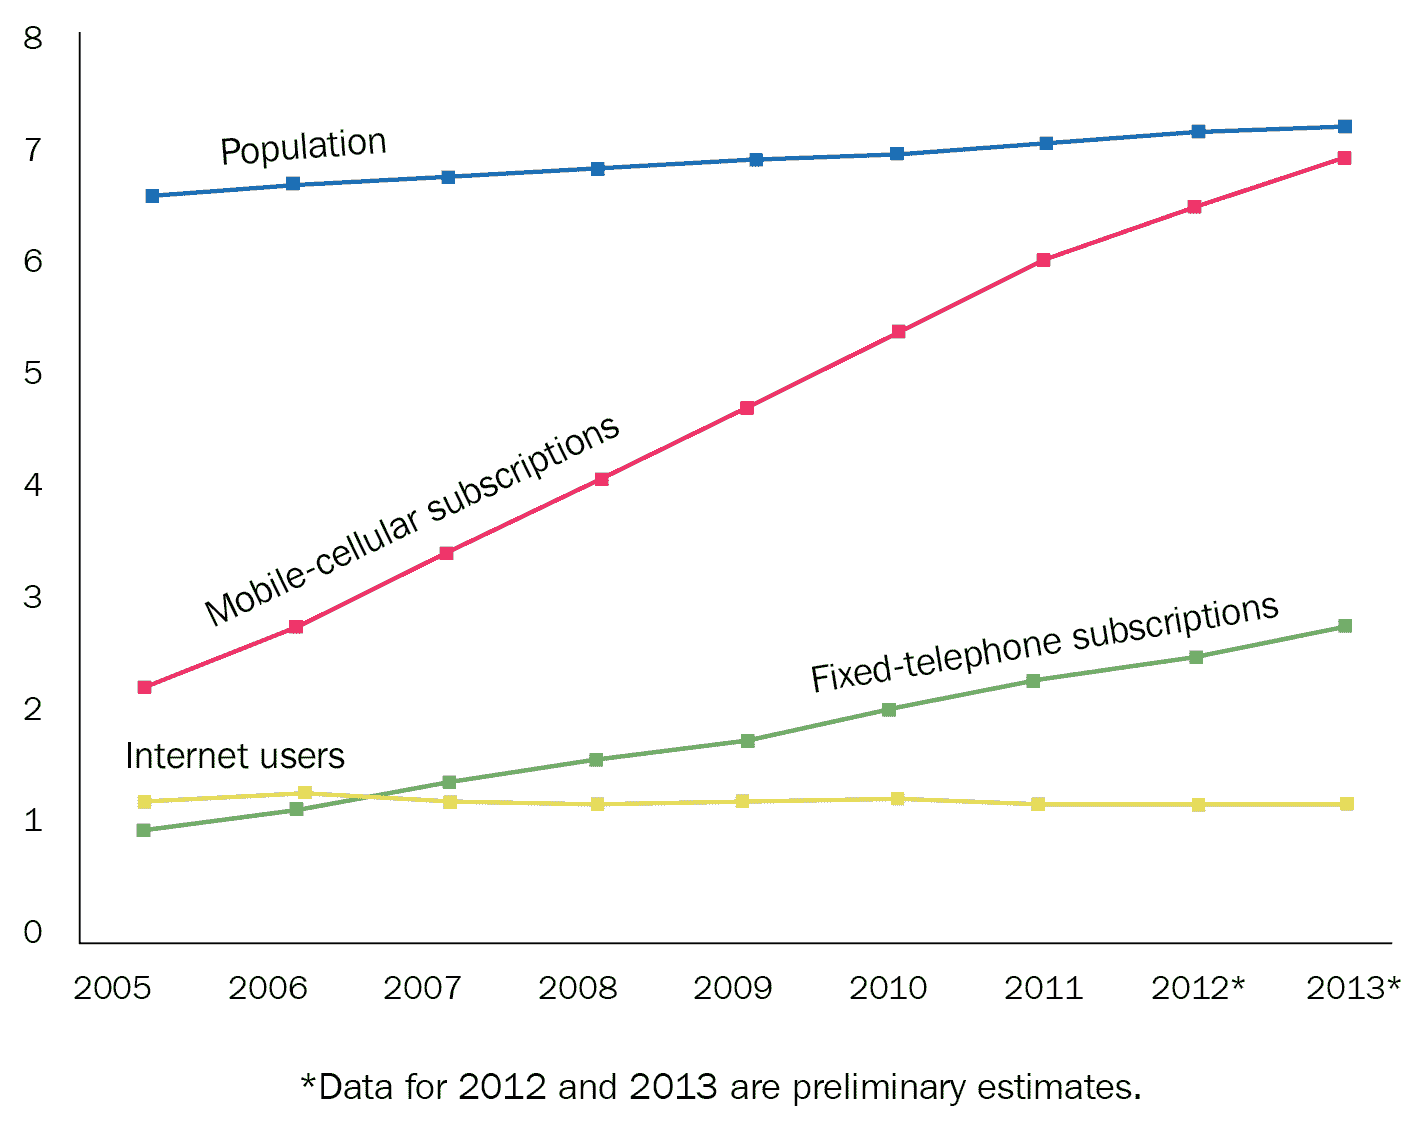 8
7
Population
6
5
4
Mobile-cellular subscriptions
3
Fixed-telephone subscriptions
2
Internet users
1
0
2005 2006 2007 2008 2009 2010 2011 2012* 2013*
*Data for 2012 and 2013 are preliminary estimates.